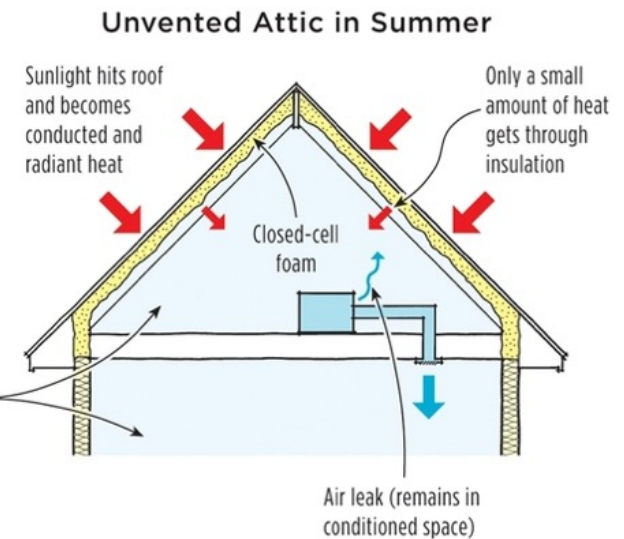 Unvented Attic in Summer
Sunlight hits roof
and becomes
conducted and
radiant heat
Only a small
amount of heat
gets through
insulation
Closed-cell
foam
Air leak (remains in
conditioned space)